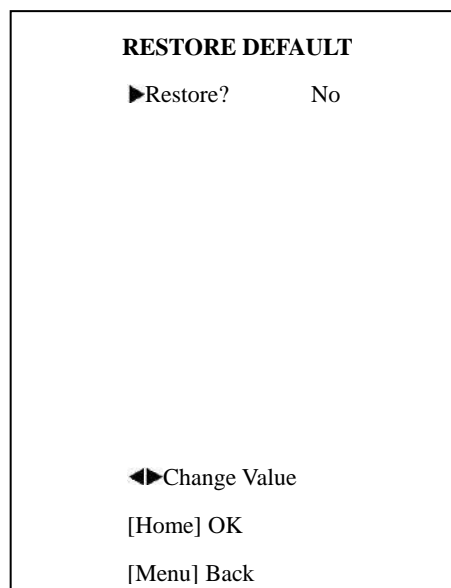 RESTORE DEFAULT
▶Restore? No
◀▶Change Value
[Home] OK
[Menu] Back